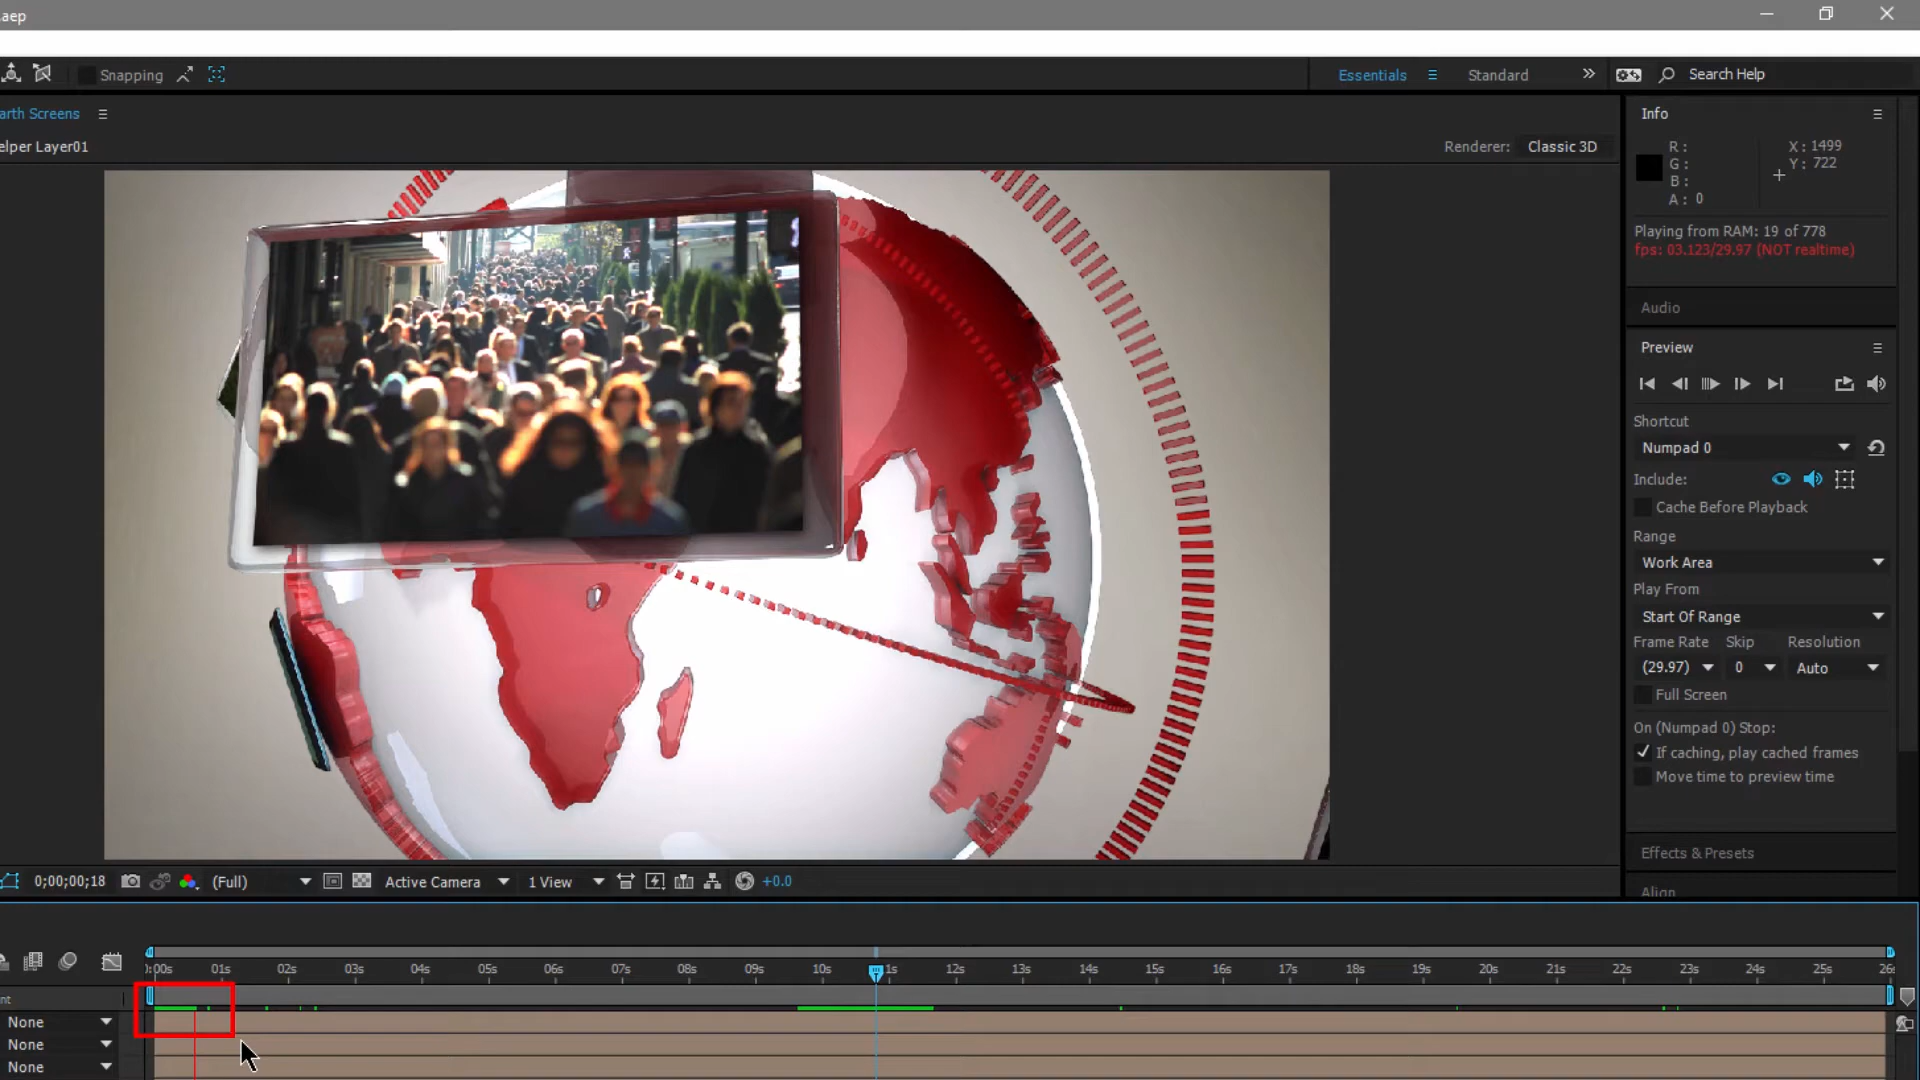 .aep
Snapping
Essentials
Standard
Search Help
arth Screens
elper Layer01
Renderer: Classic 3D
Info
R :
G :
B :
A : 0
X : 1499
Y : 722
Playing from RAM: 19 of 778
fps: 03.123/29.97 (NOT realtime)
Audio
Preview
Shortcut
Numpad 0
Include:
Cache Before Playback
Range
Work Area
Play From
Start Of Range
Frame Rate Skip Resolution
(29.97) 0 Auto
Full Screen
On (Numpad 0) Stop:
If caching, play cached frames
Move time to preview time
Effects & Presets
Align
0;00;00;18 (Full) Active Camera 1 View +0.0
):00s 01s 02s 03s 04s 05s 06s 07s 08s 09s 10s 1s 12s 13s 14s 15s 16s 17s 18s 19s 20s 21s 22s 23s 24s 25s 26s
nt
None
None
None